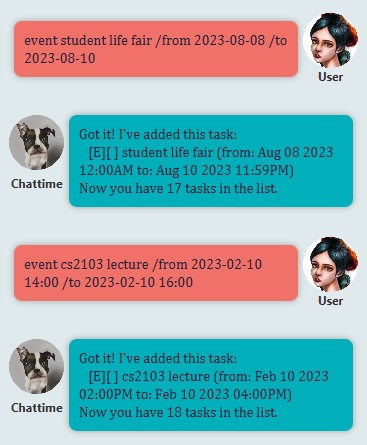 event student life fair /from 2023-08-08 /to
2023-08-10
User
Got it! I've added this task:
[E][ ] student life fair (from: Aug 08 2023
12:00AM to: Aug 10 2023 11:59PM)
Now you have 17 tasks in the list.
Chattime
event cs2103 lecture /from 2023-02-10
14:00 /to 2023-02-10 16:00
User
Got it! I've added this task:
[E][ ] cs2103 lecture (from: Feb 10 2023
02:00PM to: Feb 10 2023 04:00PM)
Now you have 18 tasks in the list.
Chattime